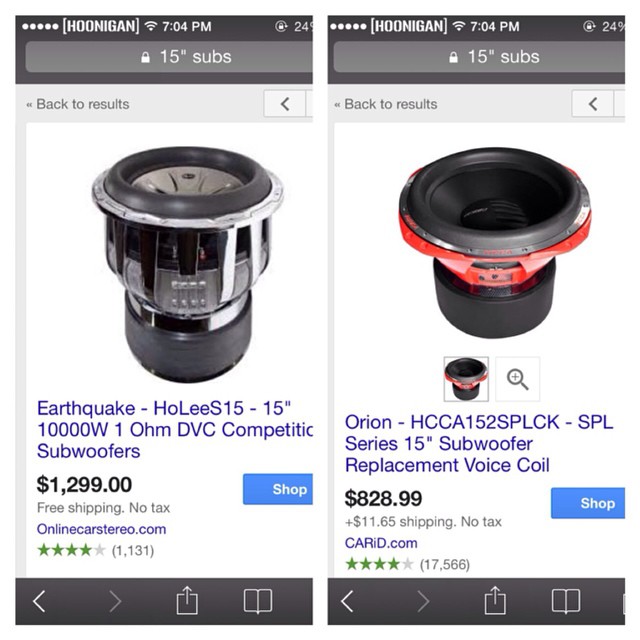 [HOONIGAN] 7:04 PM 24
15" subs
« Back to results
Earthquake - HoLeeS15 - 15"
10000W 1 Ohm DVC Competitic
Subwoofers
$1,299.00
Shop
Free shipping. No tax
Onlinecarstereo.com
(1,131)
[HOONIGAN] 7:04 PM 24%
15" subs
« Back to results
Orion - HCCA152SPLCK - SPL
Series 15" Subwoofer
Replacement Voice Coil
$828.99
Shop
+$11.65 shipping. No tax
CARiD.com
(17,566)